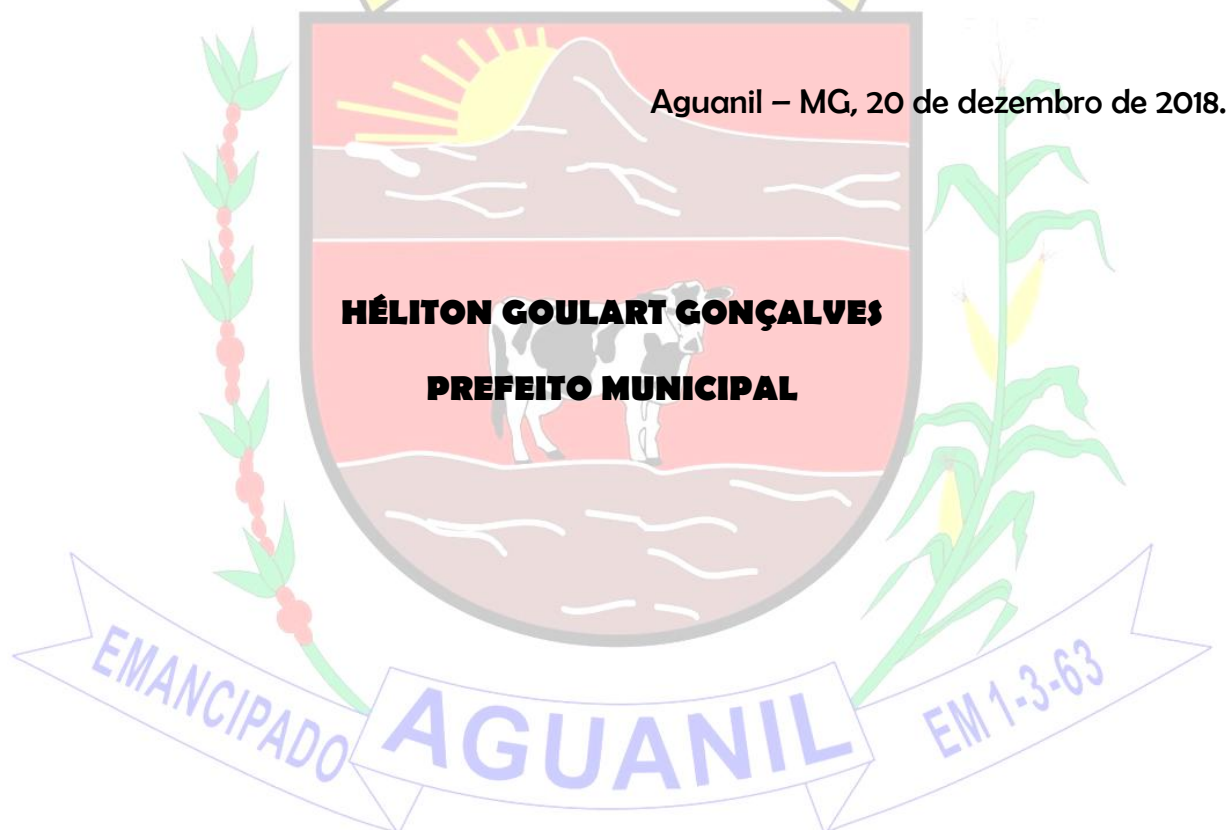 Aguanil – MG, 20 de dezembro de 2018.
HÉLITON GOULART GONÇALVES
PREFEITO MUNICIPAL
EMANCIPADO AGUANIL EM 1-3-63